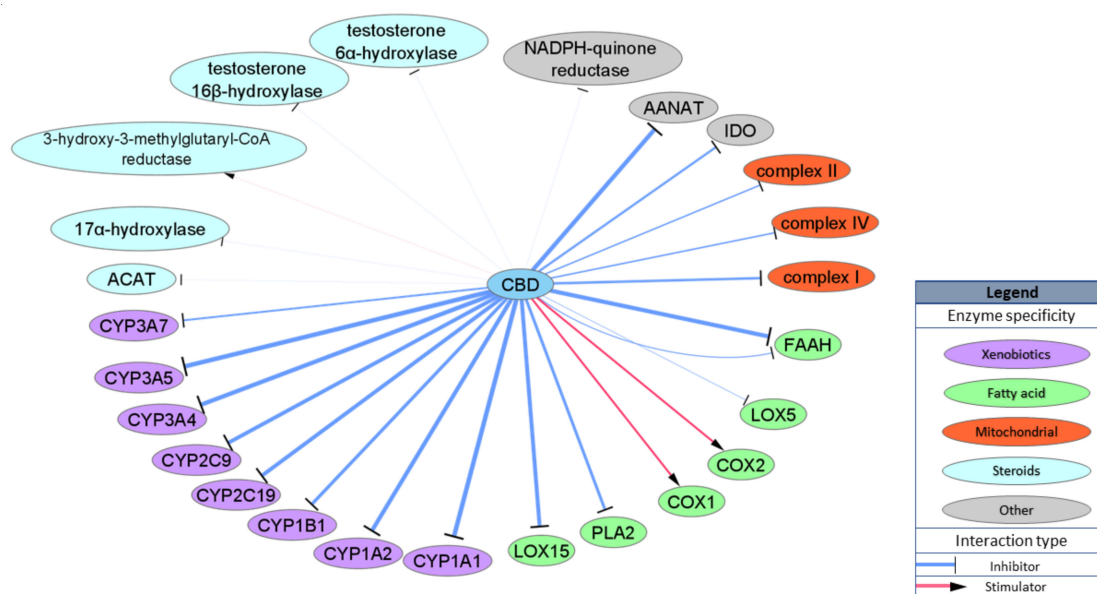 testosterone
6α-hydroxylase
NADPH-quinone
reductase
testosterone
16β-hydroxylase
AANAT
IDO
3-hydroxy-3-methylglutaryl-CoA
reductase
complex II
17α-hydroxylase
complex IV
ACAT
CBD
complex I
CYP3A7
FAAH
CYP3A5
CYP3A4
LOX5
CYP2C9
COX2
CYP2C19
COX1
CYP1B1
PLA2
CYP1A2
CYP1A1
LOX15
Legend
Enzyme specificity
Xenobiotics
Fatty acid
Mitochondrial
Steroids
Other
Interaction type
Inhibitor
Stimulator